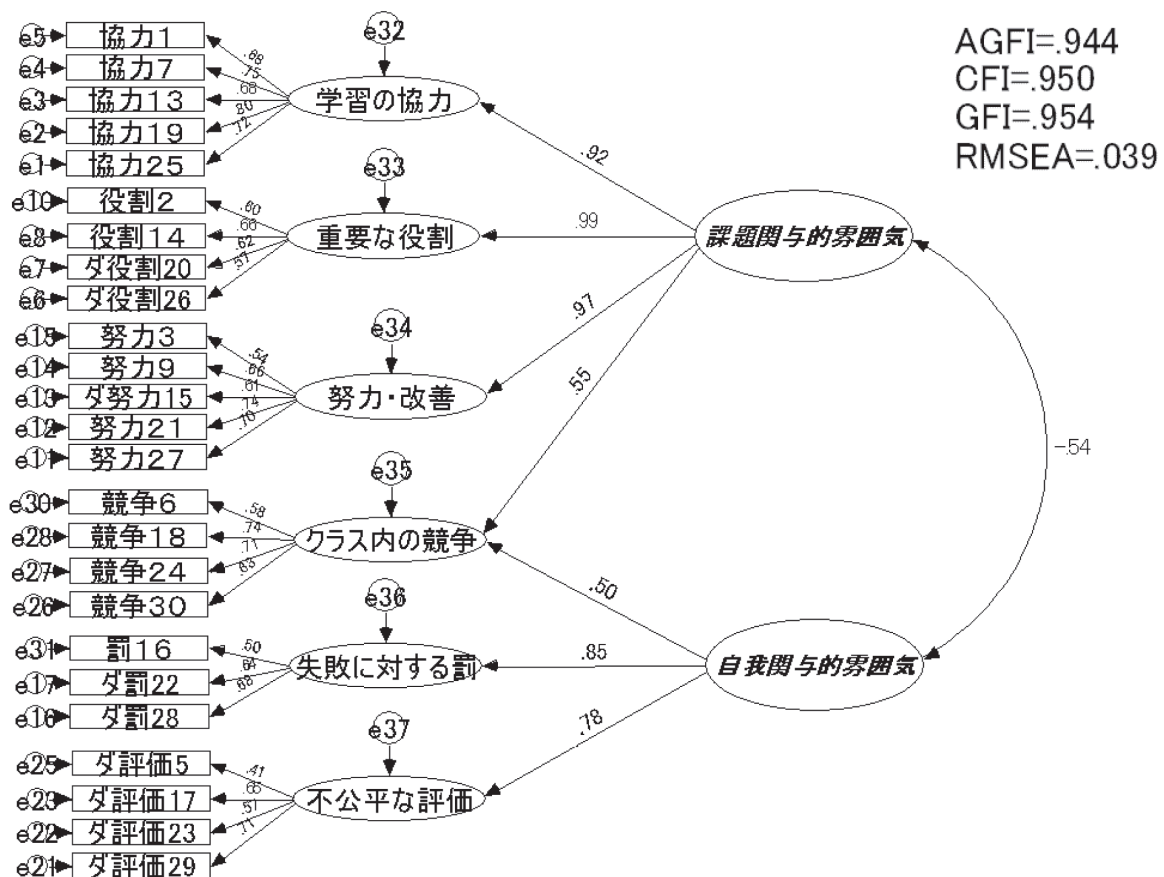 AGFI=.944
CFI=.950
GFI=.954
RMSEA=.039
e32
e5 協力1
e4 協力7
e3 協力13
e2 協力19
e1 協力25
.75
.68
.80
.72
学習の協力
.92
e33
e10 役割2
e8 役割14
e7 ダ役割20
e6 ダ役割26
.60
.66
.62
.57
重要な役割
.99
課題関与的雰囲気
e34
e15 努力3
e14 努力9
e13 ダ努力15
e12 努力21
e11 努力27
.54
.66
.61
.74
.70
努力・改善
.97
.55
-.54
e35
e30 競争6
e28 競争18
e27 競争24
e26 競争30
.58
.74
.71
クラス内の競争
.50
e36
e31 罰16
e17 ダ罰22
e16 ダ罰28
.50
.64
.68
失敗に対する罰
.85
自我関与的雰囲気
e37
e25 ダ評価5
e23 ダ評価17
e22 ダ評価23
e21 ダ評価29
.41
.71
不公平な評価
.78